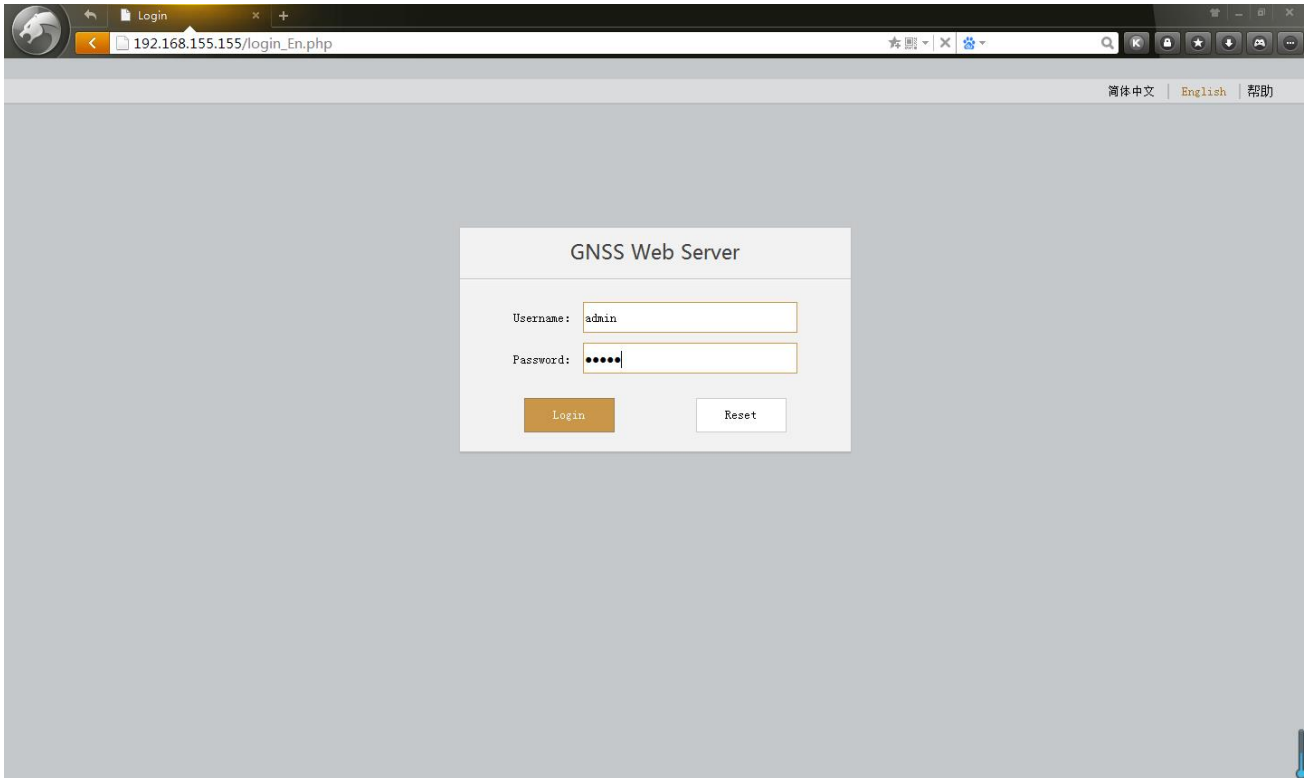 Login
192.168.155.155/login_En.php
K
简体中文 | English | 帮助
GNSS Web Server
Username: admin
Password: •••••
Login Reset